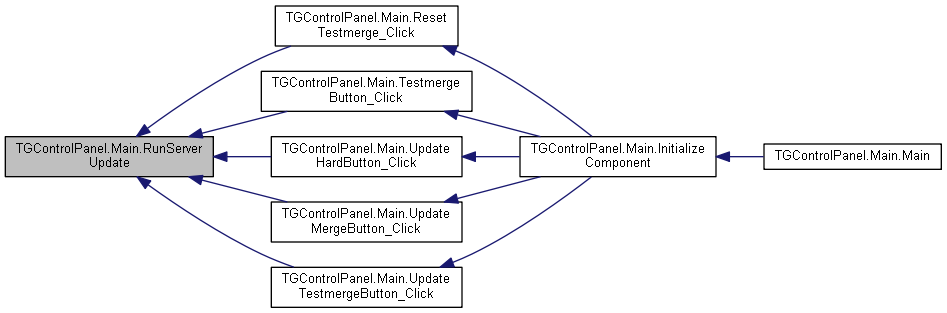 TGControlPanel.Main.Reset
Testmerge_Click
TGControlPanel.Main.Testmerge
Button_Click
TGControlPanel.Main.RunServer
Update
TGControlPanel.Main.Update
HardButton_Click
TGControlPanel.Main.Initialize
Component
TGControlPanel.Main.Main
TGControlPanel.Main.Update
MergeButton_Click
TGControlPanel.Main.Update
TestmergeButton_Click